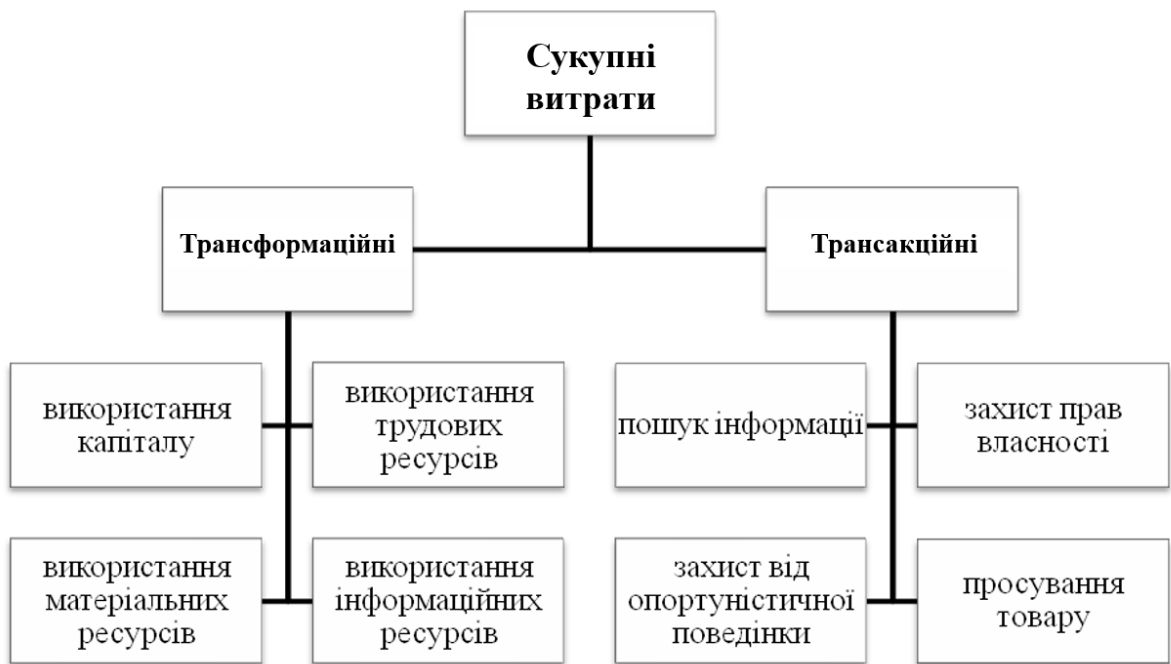 Сукупні
витрати
Трансформаційні
Трансакційні
використання
капіталу
використання
трудових
ресурсів
пошук інформації
захист прав
власності
використання
матеріальних
ресурсів
використання
інформаційних
ресурсів
захист від
опортуністичної
поведінки
просування
товару